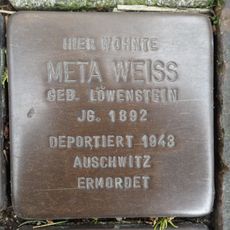 HIER WOHNTE
META WEISS
GEB. LÖWENSTEIN
JG. 1892
DEPORTIERT 1943
AUSCHWITZ
ERMORDET